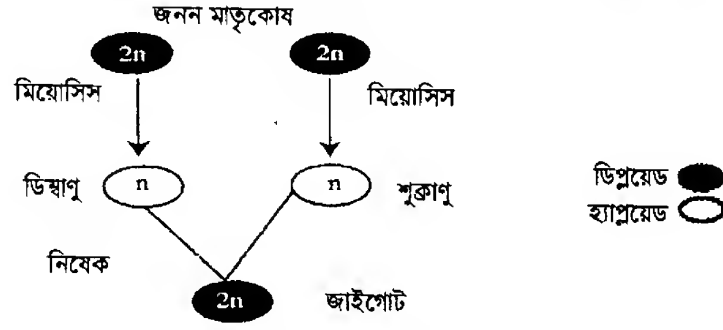 জনন মাতৃকোষ
2n 2n
মিয়োসিস মিয়োসিস
ডিম্বাণু n n শুক্রাণু
ডিপ্লয়েড
হ্যাপ্লয়েড
নিষেক
2n জাইগোট